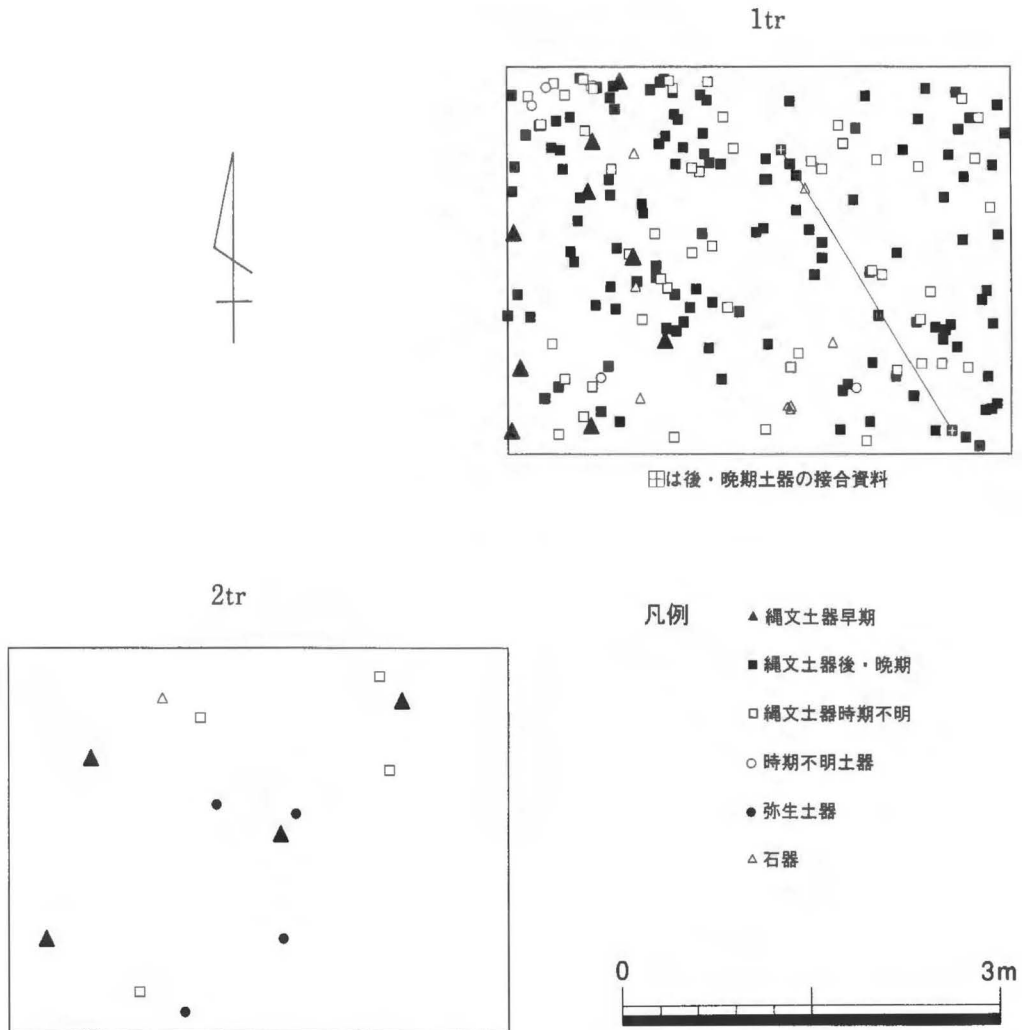 1tr
田は後・晩期土器の接合資料
2tr
凡例
▲ 縄文土器早期
■ 縄文土器後・晩期
□ 縄文土器時期不明
○ 時期不明土器
● 弥生土器
△ 石器
0 3m